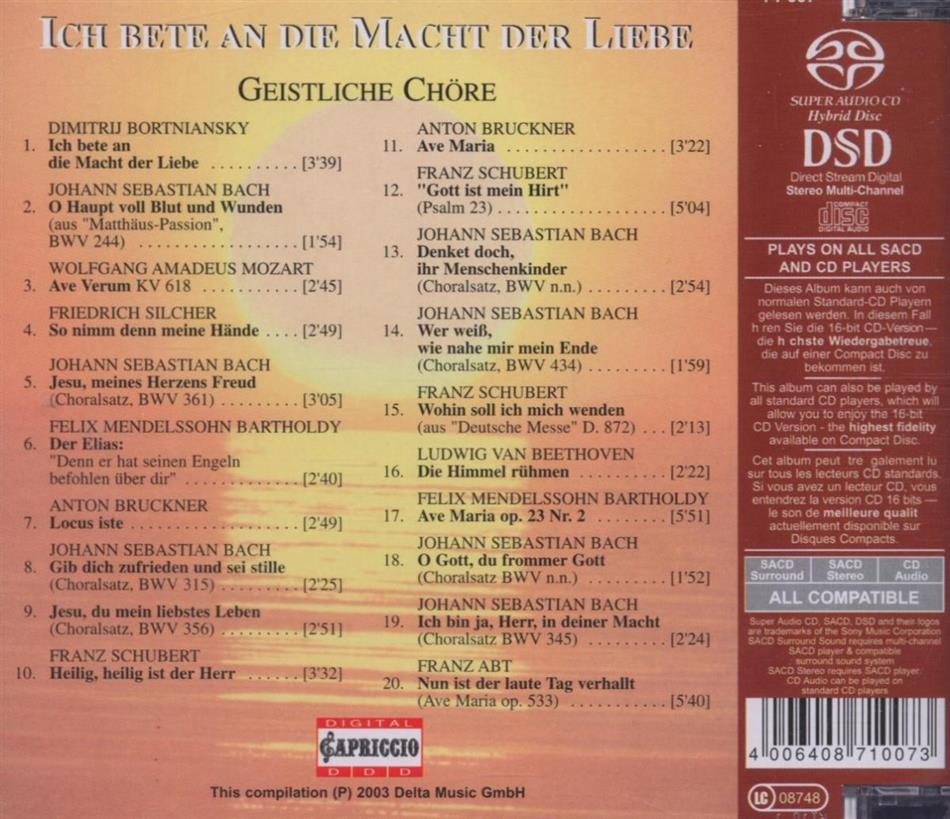 ICH BETE AN DIE MACHT DER LIEBE
GEISTLICHE CHÖRE
DIMITRIJ BORTNIANSKY
1. Ich bete an
die Macht der Liebe .......... [3'39]
JOHANN SEBASTIAN BACH
2. O Haupt voll Blut und Wunden
(aus "Matthäus-Passion",
BWV 244) .................. [1'54]
WOLFGANG AMADEUS MOZART
3. Ave Verum KV 618 ........... [2'45]
FRIEDRICH SILCHER
4. So nimm denn meine Hände .... [2'49]
JOHANN SEBASTIAN BACH
5. Jesu, meines Herzens Freud
(Choralsatz, BWV 361) ......... [3'05]
FELIX MENDELSSOHN BARTHOLDY
6. Der Elias:
"Denn er hat seinen Engeln
befohlen über dir" ............. [2'40]
ANTON BRUCKNER
7. Locus iste .................... [2'49]
JOHANN SEBASTIAN BACH
8. Gib dich zufrieden und sei stille
(Choralsatz, BWV 315) ......... [2'25]
9. Jesu, du mein liebstes Leben
(Choralsatz, BWV 356) ......... [2'51]
FRANZ SCHUBERT
10. Heilig, heilig ist der Herr ...... [3'32]
ANTON BRUCKNER
11. Ave Maria ................... [3'22]
FRANZ SCHUBERT
12. "Gott ist mein Hirt"
(Psalm 23) .................... [5'04]
JOHANN SEBASTIAN BACH
13. Denket doch,
ihr Menschenkinder
(Choralsatz, BWV n.n.) ......... [2'54]
JOHANN SEBASTIAN BACH
14. Wer weiß,
wie nahe mir mein Ende
(Choralsatz, BWV 434) ......... [1'59]
FRANZ SCHUBERT
15. Wohin soll ich mich wenden
(aus "Deutsche Messe" D. 872) ... [2'13]
LUDWIG VAN BEETHOVEN
16. Die Himmel rühmen ........... [2'22]
FELIX MENDELSSOHN BARTHOLDY
17. Ave Maria op. 23 Nr. 2 ......... [5'51]
JOHANN SEBASTIAN BACH
18. O Gott, du frommer Gott
(Choralsatz BWV n.n.) .......... [1'52]
JOHANN SEBASTIAN BACH
19. Ich bin ja, Herr, in deiner Macht
(Choralsatz BWV 345) .......... [2'24]
FRANZ ABT
20. Nun ist der laute Tag verhallt
(Ave Maria op. 533) ........... [5'40]
DIGITAL
CAPRICCIO
DDD
This compilation (P) 2003 Delta Music GmbH
SUPER AUDIO CD
Hybrid Disc
DSD
Direct Stream Digital
Stereo Multi-Channel
COMPACT
disc
DIGITAL AUDIO
PLAYS ON ALL SACD
AND CD PLAYERS
Dieses Album kann auch von
normalen Standard-CD Playern
gelesen werden. In diesem Fall
h ren Sie die 16-bit CD-Version —
die h chste Wiedergabetreue,
die auf einer Compact Disc zu
bekommen ist.
This album can also be played by
all standard CD players, which will
allow you to enjoy the 16-bit
CD Version - the highest fidelity
available on Compact Disc.
Cet album peut tre galement lu
sur tous les lecteurs CD standards.
Si vous avez un lecteur CD, vous
entendrez la version CD 16 bits —
le son de meilleure qualit
actuellement disponible sur
Disques Compacts.
SACD Surround
SACD Stereo
CD Audio
ALL COMPATIBLE
Super Audio CD, SACD, DSD and their logos
are trademarks of the Sony Music Corporation
SACD Surround Sound requires multi-channel
SACD player & compatible
surround sound system
SACD Stereo requires SACD player.
CD Audio can be played on
standard CD players
4 006408 710073
LC 08748